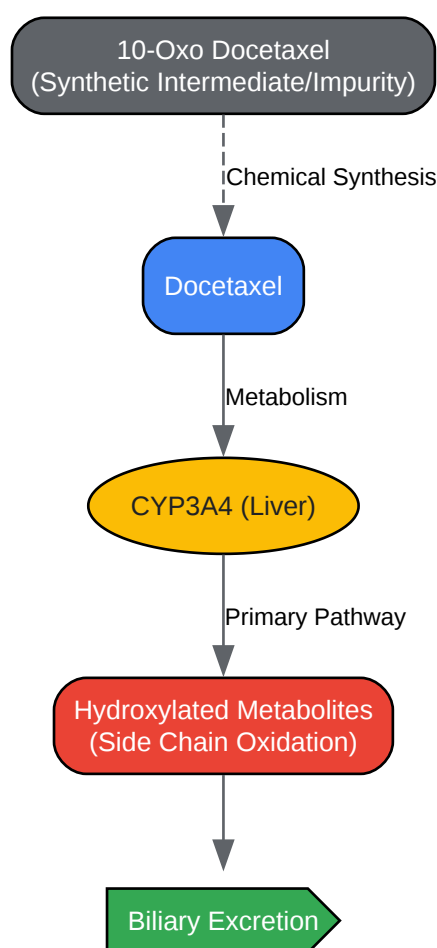 10-Oxo Docetaxel
(Synthetic Intermediate/Impurity)
Chemical Synthesis
Docetaxel
Metabolism
CYP3A4 (Liver)
Primary Pathway
Hydroxylated Metabolites
(Side Chain Oxidation)
Biliary Excretion